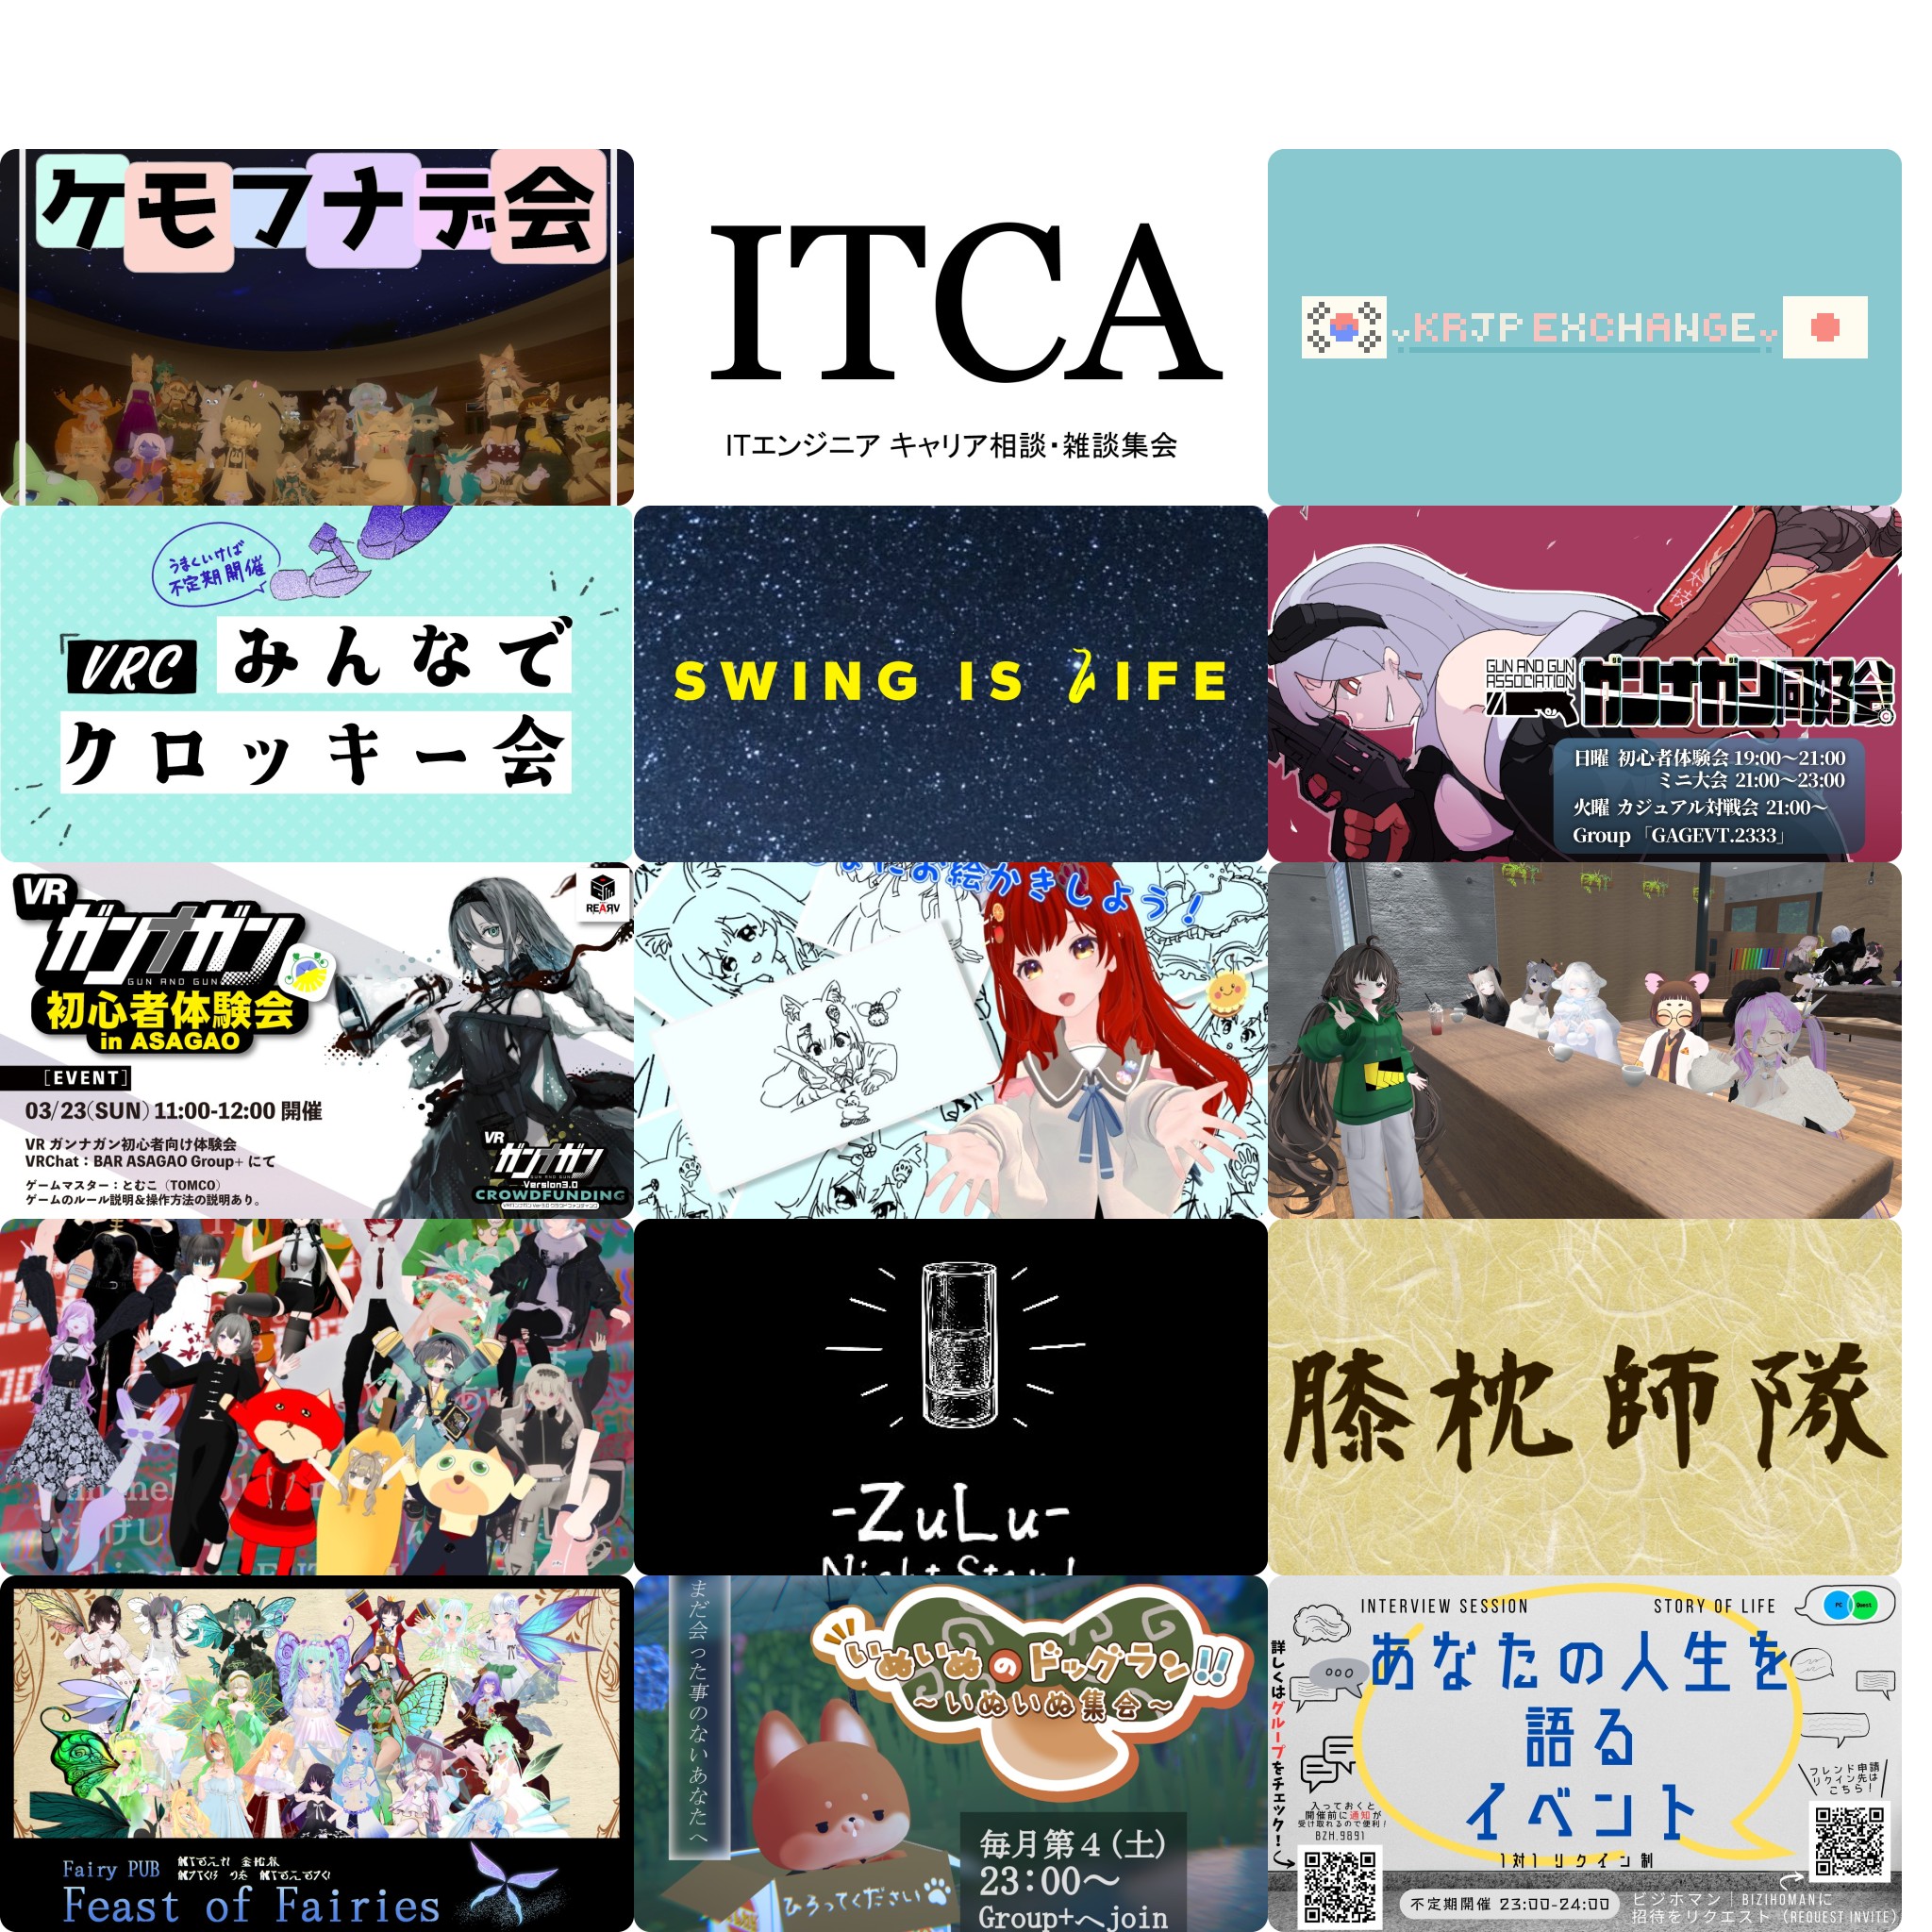 ケモフナデ会
ITCA
ITエンジニア キャリア相談・雑談集会
KRJP EXCHANGE
うまくいけば
不定期開催
VRC みんなで
クロッキー会
SWING IS LIFE
GUN AND GUN
ASSOCIATION
ガンナガン同好会
日曜 初心者体験会 19:00～21:00
ミニ大会 21:00～23:00
火曜 カジュアル対戦会 21:00～
Group「GAGEVT.2333」
VR
ガンナガン
GUN AND GUN
初心者体験会
in ASAGAO
REARV
[EVENT]
03/23(SUN) 11:00-12:00 開催
VR ガンナガン初心者向け体験会
VRChat：BAR ASAGAO Group+ にて
ゲームマスター：とむこ（TOMCO）
ゲームのルール説明&操作方法の説明あり。
VR
ガンナガン
Version3.0
CROWDFUNDING
お絵かきしよう！
-ZuLu-
膝枕師隊
Fairy PUB
Feast of Fairies
まだ会った事のないあなたへ
いぬいぬのドッグラン!!
～いぬいぬ集会～
ひろってください
毎月第4(土)
23:00～
Group+へjoin
INTERVIEW SESSION
STORY OF LIFE
PC
Quest
あなたの人生を
語る
イベント
1対1 リクイン制
詳しくはグループをチェック！
入っておくと
開催前に通知が
受け取れるので便利！
BZH.9891
フレンド申請
リクイン先は
こちら！
不定期開催 23:00-24:00
ビジホマン｜BIZIHOMANに
招待をリクエスト（REQUEST INVITE）